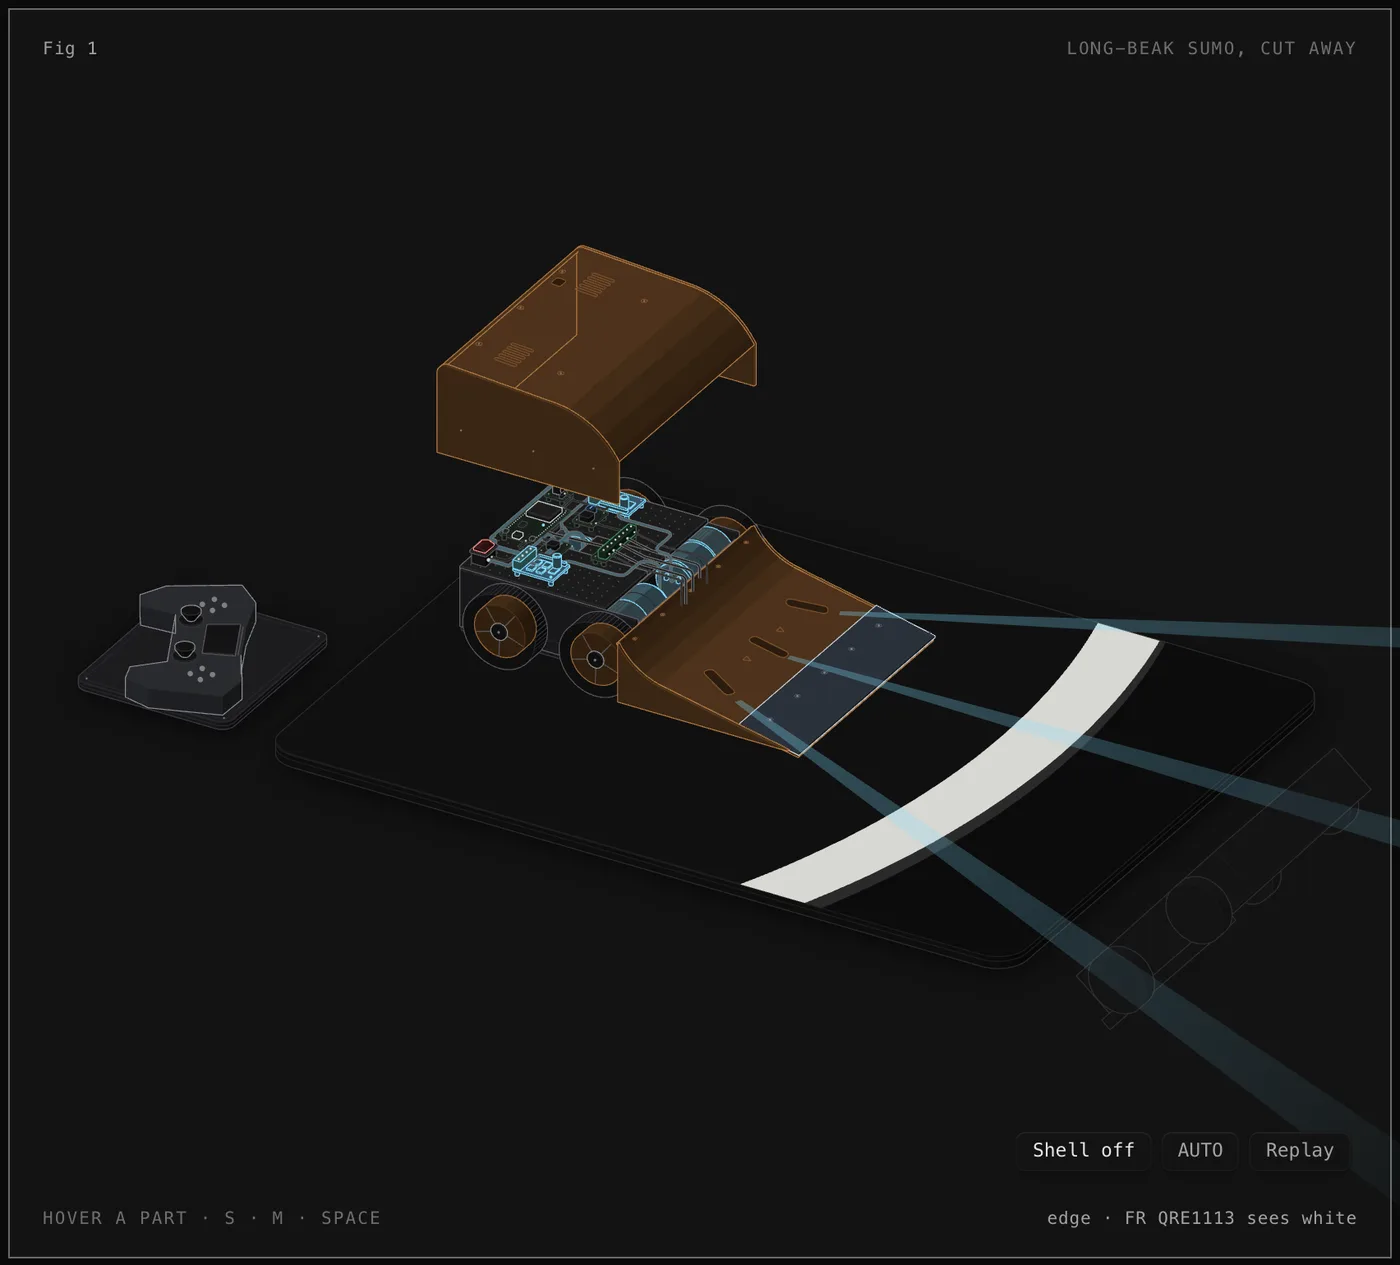 Fig 1
LONG-BEAK SUMO, CUT AWAY
Shell off
AUTO
Replay
HOVER A PART · S · M · SPACE
edge · FR QRE1113 sees white